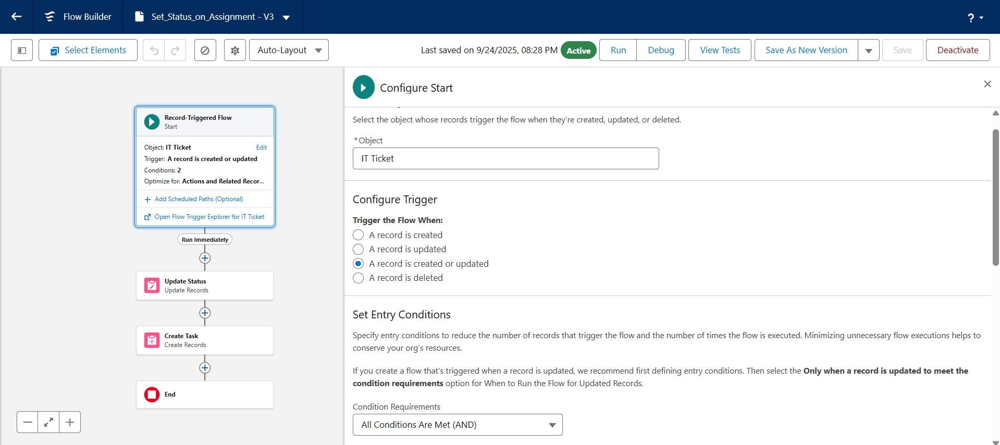 Flow Builder
Set_Status_on_Assignment - V3
?
Select Elements
Auto-Layout
Last saved on 9/24/2025, 08:28 PM
Active
Run
Debug
View Tests
Save As New Version
Save
Deactivate
Record-Triggered Flow
Start
Object: IT Ticket
Edit
Trigger: A record is created or updated
Conditions: 2
Optimize for: Actions and Related Recor...
Add Scheduled Paths (Optional)
Open Flow Trigger Explorer for IT Ticket
Run Immediately
Update Status
Update Records
Create Task
Create Records
End
Configure Start
Select the object whose records trigger the flow when they’re created, updated, or deleted.
*Object
IT Ticket
Configure Trigger
Trigger the Flow When:
A record is created
A record is updated
A record is created or updated
A record is deleted
Set Entry Conditions
Specify entry conditions to reduce the number of records that trigger the flow and the number of times the flow is executed. Minimizing unnecessary flow executions helps to
conserve your org’s resources.
If you create a flow that's triggered when a record is updated, we recommend first defining entry conditions. Then select the Only when a record is updated to meet the
condition requirements option for When to Run the Flow for Updated Records.
Condition Requirements
All Conditions Are Met (AND)